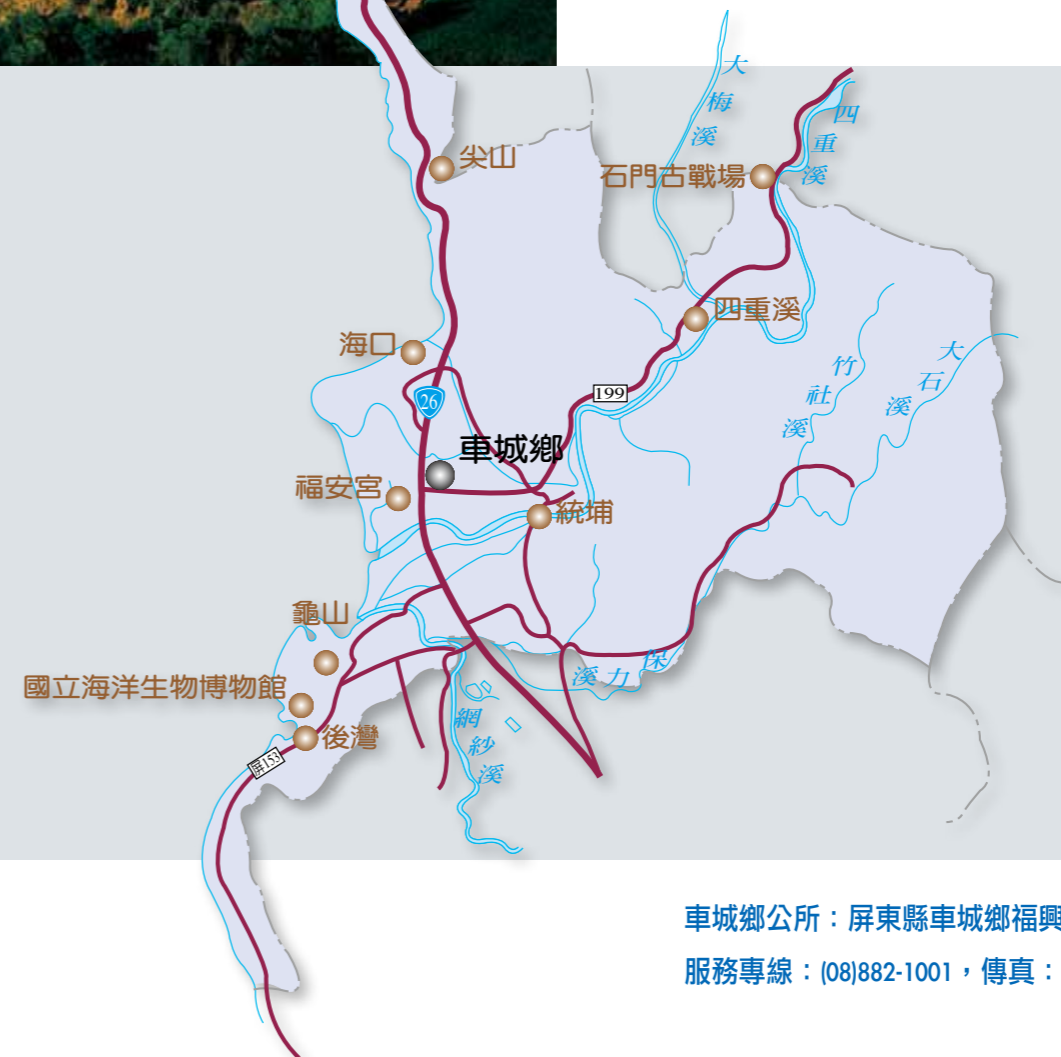 大梅溪
四重溪
尖山
石門古戰場
四重溪
海口
竹社溪
大石溪
199
26
車城鄉
福安宮
統埔
龜山
保力溪
國立海洋生物博物館
網紗溪
後灣
屏153
車城鄉公所：屏東縣車城鄉福興
服務專線：(08)882-1001，傳真：